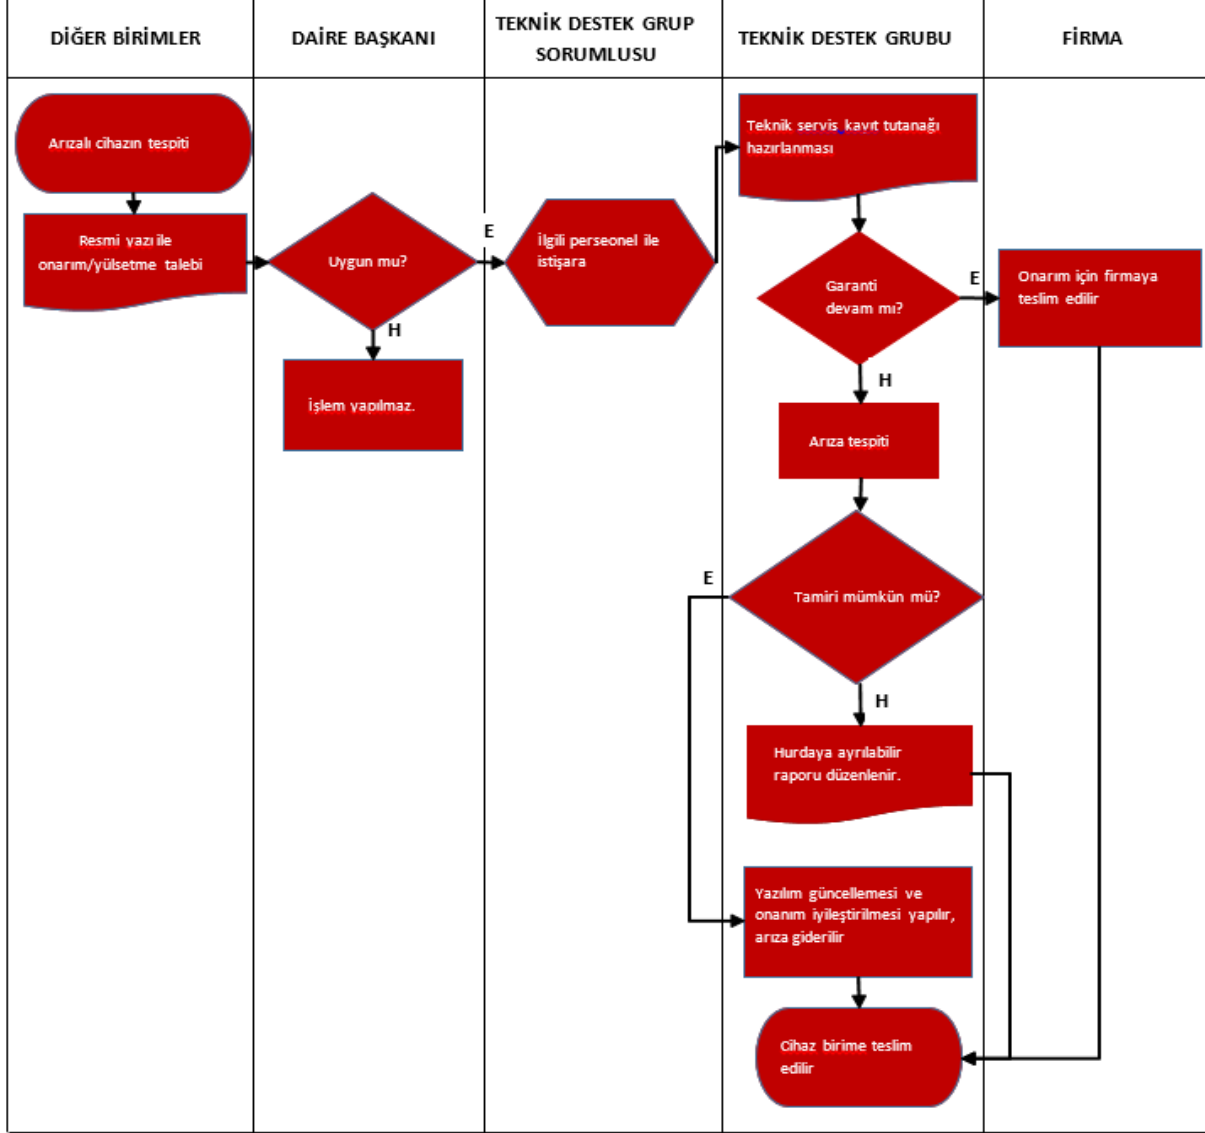 DİĞER BİRİMLER
DAİRE BAŞKANI
TEKNİK DESTEK GRUP
SORUMLUSU
TEKNİK DESTEK GRUBU
FİRMA
Arızalı cihazın tespiti
Resmi yazı ile
onarım/yülsetme talebi
Uygun mu?
E
H
İşlem yapılmaz.
İlgili perseonel ile
istişara
Teknik servis kayıt tutanağı
hazırlanması
Garanti
devam mı?
E
Onarım için firmaya
teslim edilir
H
Arıza tespiti
Tamiri mümkün mü?
E
H
Hurdaya ayrılabilir
raporu düzenlenir.
Yazılım güncellemesi ve
onanım iyileştirilmesi yapılır,
arıza giderilir
Cihaz birime teslim
edilir